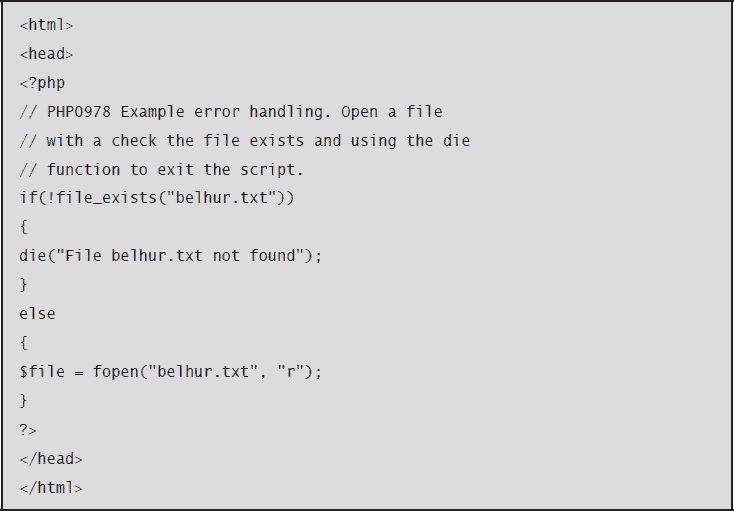 <html>
<head>
<?php
// PHP0978 Example error handling. Open a file
// with a check the file exists and using the die
// function to exit the script.
if(!file_exists("belhur.txt"))
{
die("File belhur.txt not found");
}
else
{
$file = fopen("belhur.txt", "r");
}
?>
</head>
</html>